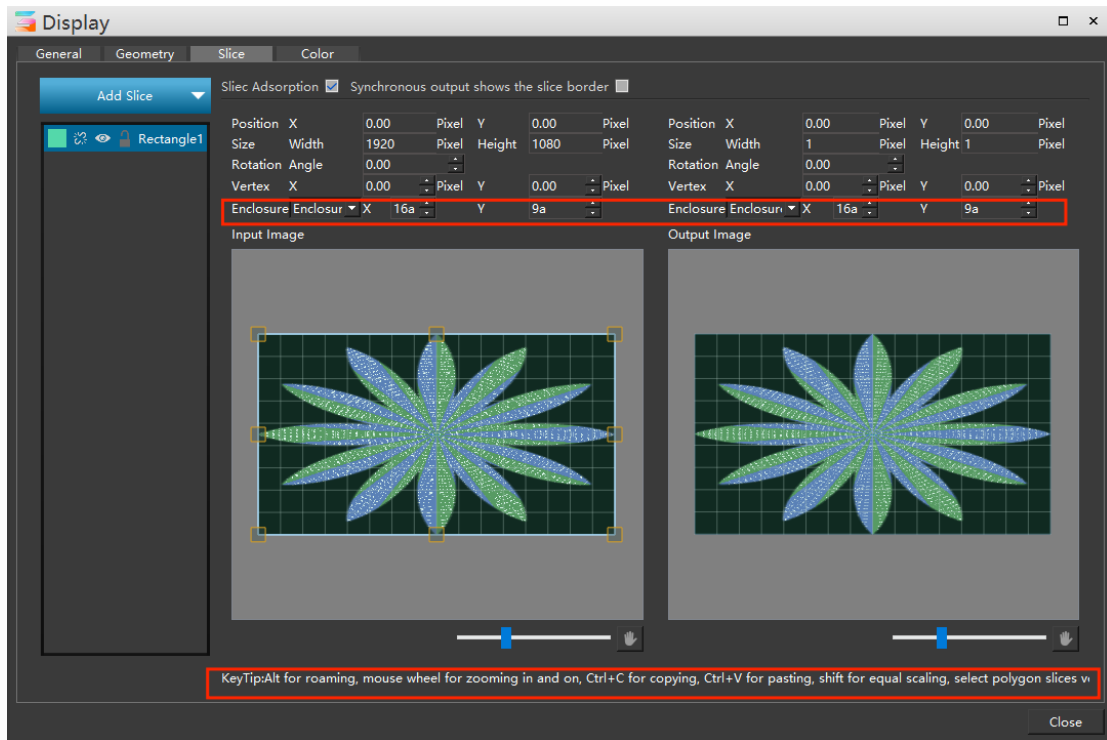 Display
General Geometry Slice Color
Add Slice
Sliec Adsorption Synchronous output shows the slice border
Rectangle1
Position X 0.00 Pixel Y 0.00 Pixel Position X 0.00 Pixel Y 0.00 Pixel
Size Width 1920 Pixel Height 1080 Pixel Size Width 1 Pixel Height 1 Pixel
Rotation Angle 0.00 Rotation Angle 0.00
Vertex X 0.00 Pixel Y 0.00 Pixel Vertex X 0.00 Pixel Y 0.00 Pixel
Enclosure Enclosur X 16a Y 9a Enclosure Enclosur X 16a Y 9a
Input Image Output Image
KeyTip:Alt for roaming, mouse wheel for zooming in and on, Ctrl+C for copying, Ctrl+V for pasting, shift for equal scaling, select polygon slices
Close